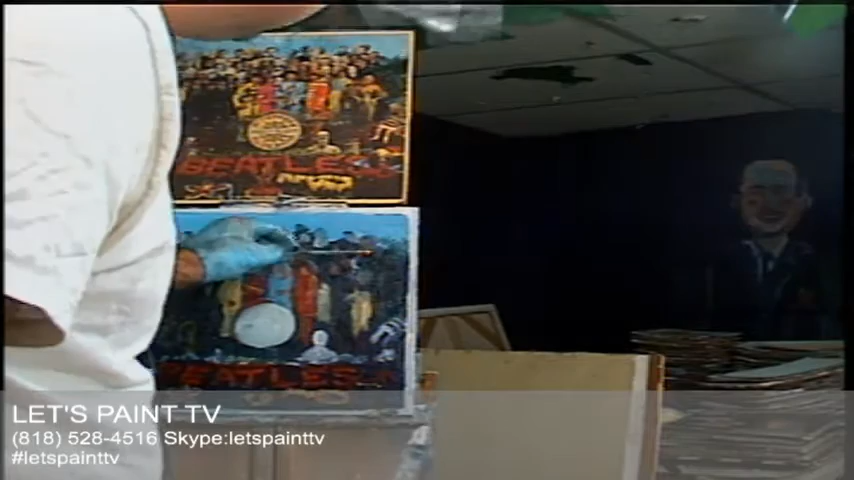 BEATLES
BEATLES
LET'S PAINT TV
(818) 528-4516 Skype:letspainttv
#letspainttv